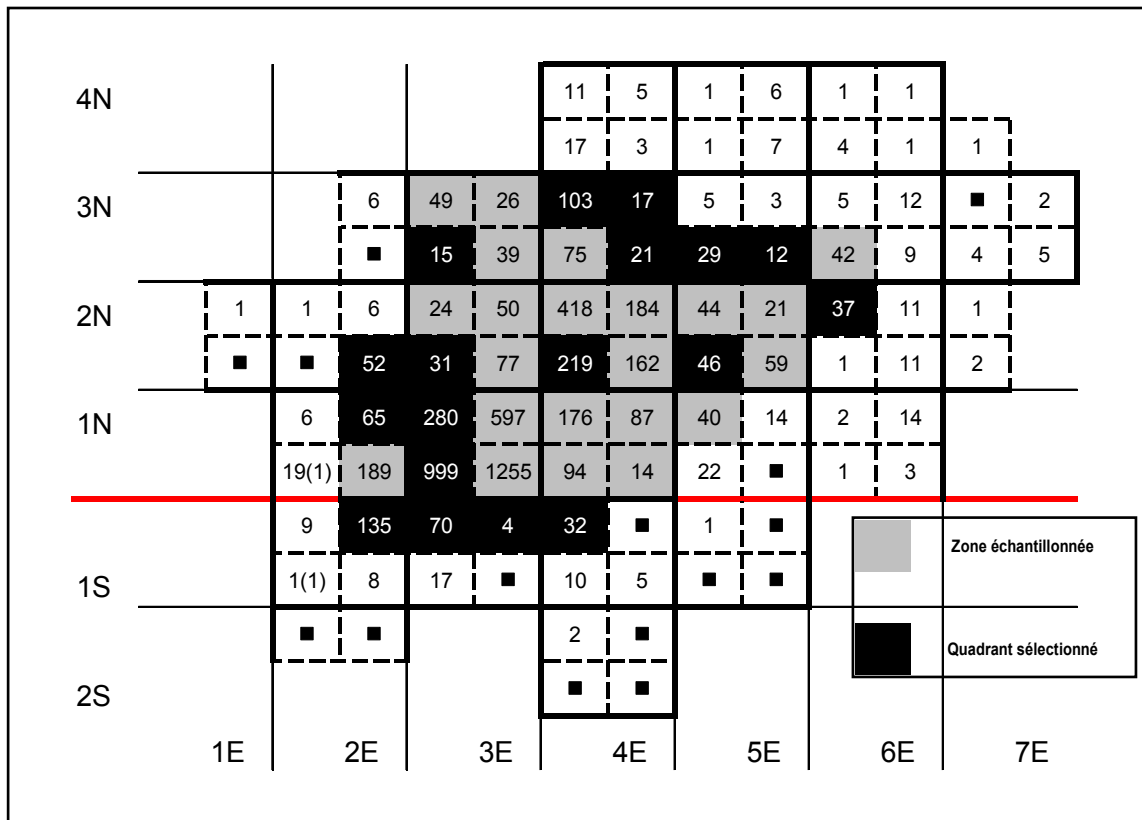 4N 11 5 1 6 1 1
17 3 1 7 4 1 1
3N 6 49 26 103 17 5 3 5 12 ■ 2
■ 15 39 75 21 29 12 42 9 4 5
2N 1 1 6 24 50 418 184 44 21 37 11 1
■ ■ 52 31 77 219 162 46 59 1 11 2
1N 6 65 280 597 176 87 40 14 2 14
19(1) 189 999 1255 94 14 22 ■ 1 3
9 135 70 4 32 ■ 1 ■
Zone échantillonnée
1S 1(1) 8 17 ■ 10 5 ■ ■
■ ■ 2 ■
Quadrant sélectionné
2S ■ ■
1E 2E 3E 4E 5E 6E 7E